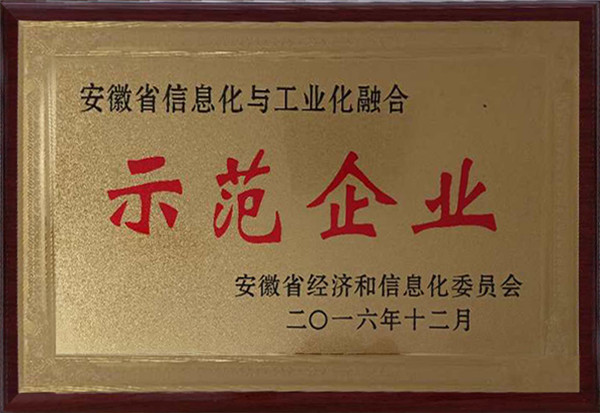 安徽省信息化与工业化融合
示范企业
安徽省经济和信息化委员会
二〇一六年十二月